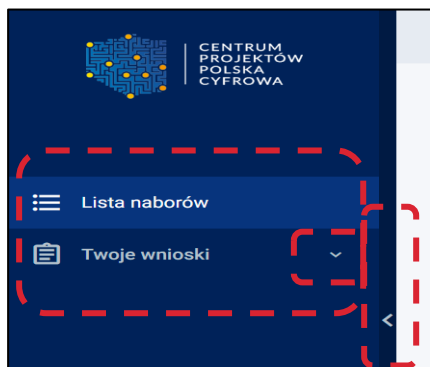 CENTRUM
PROJEKTÓW
POLSKA
CYFROWA
Lista naborów
Twoje wnioski